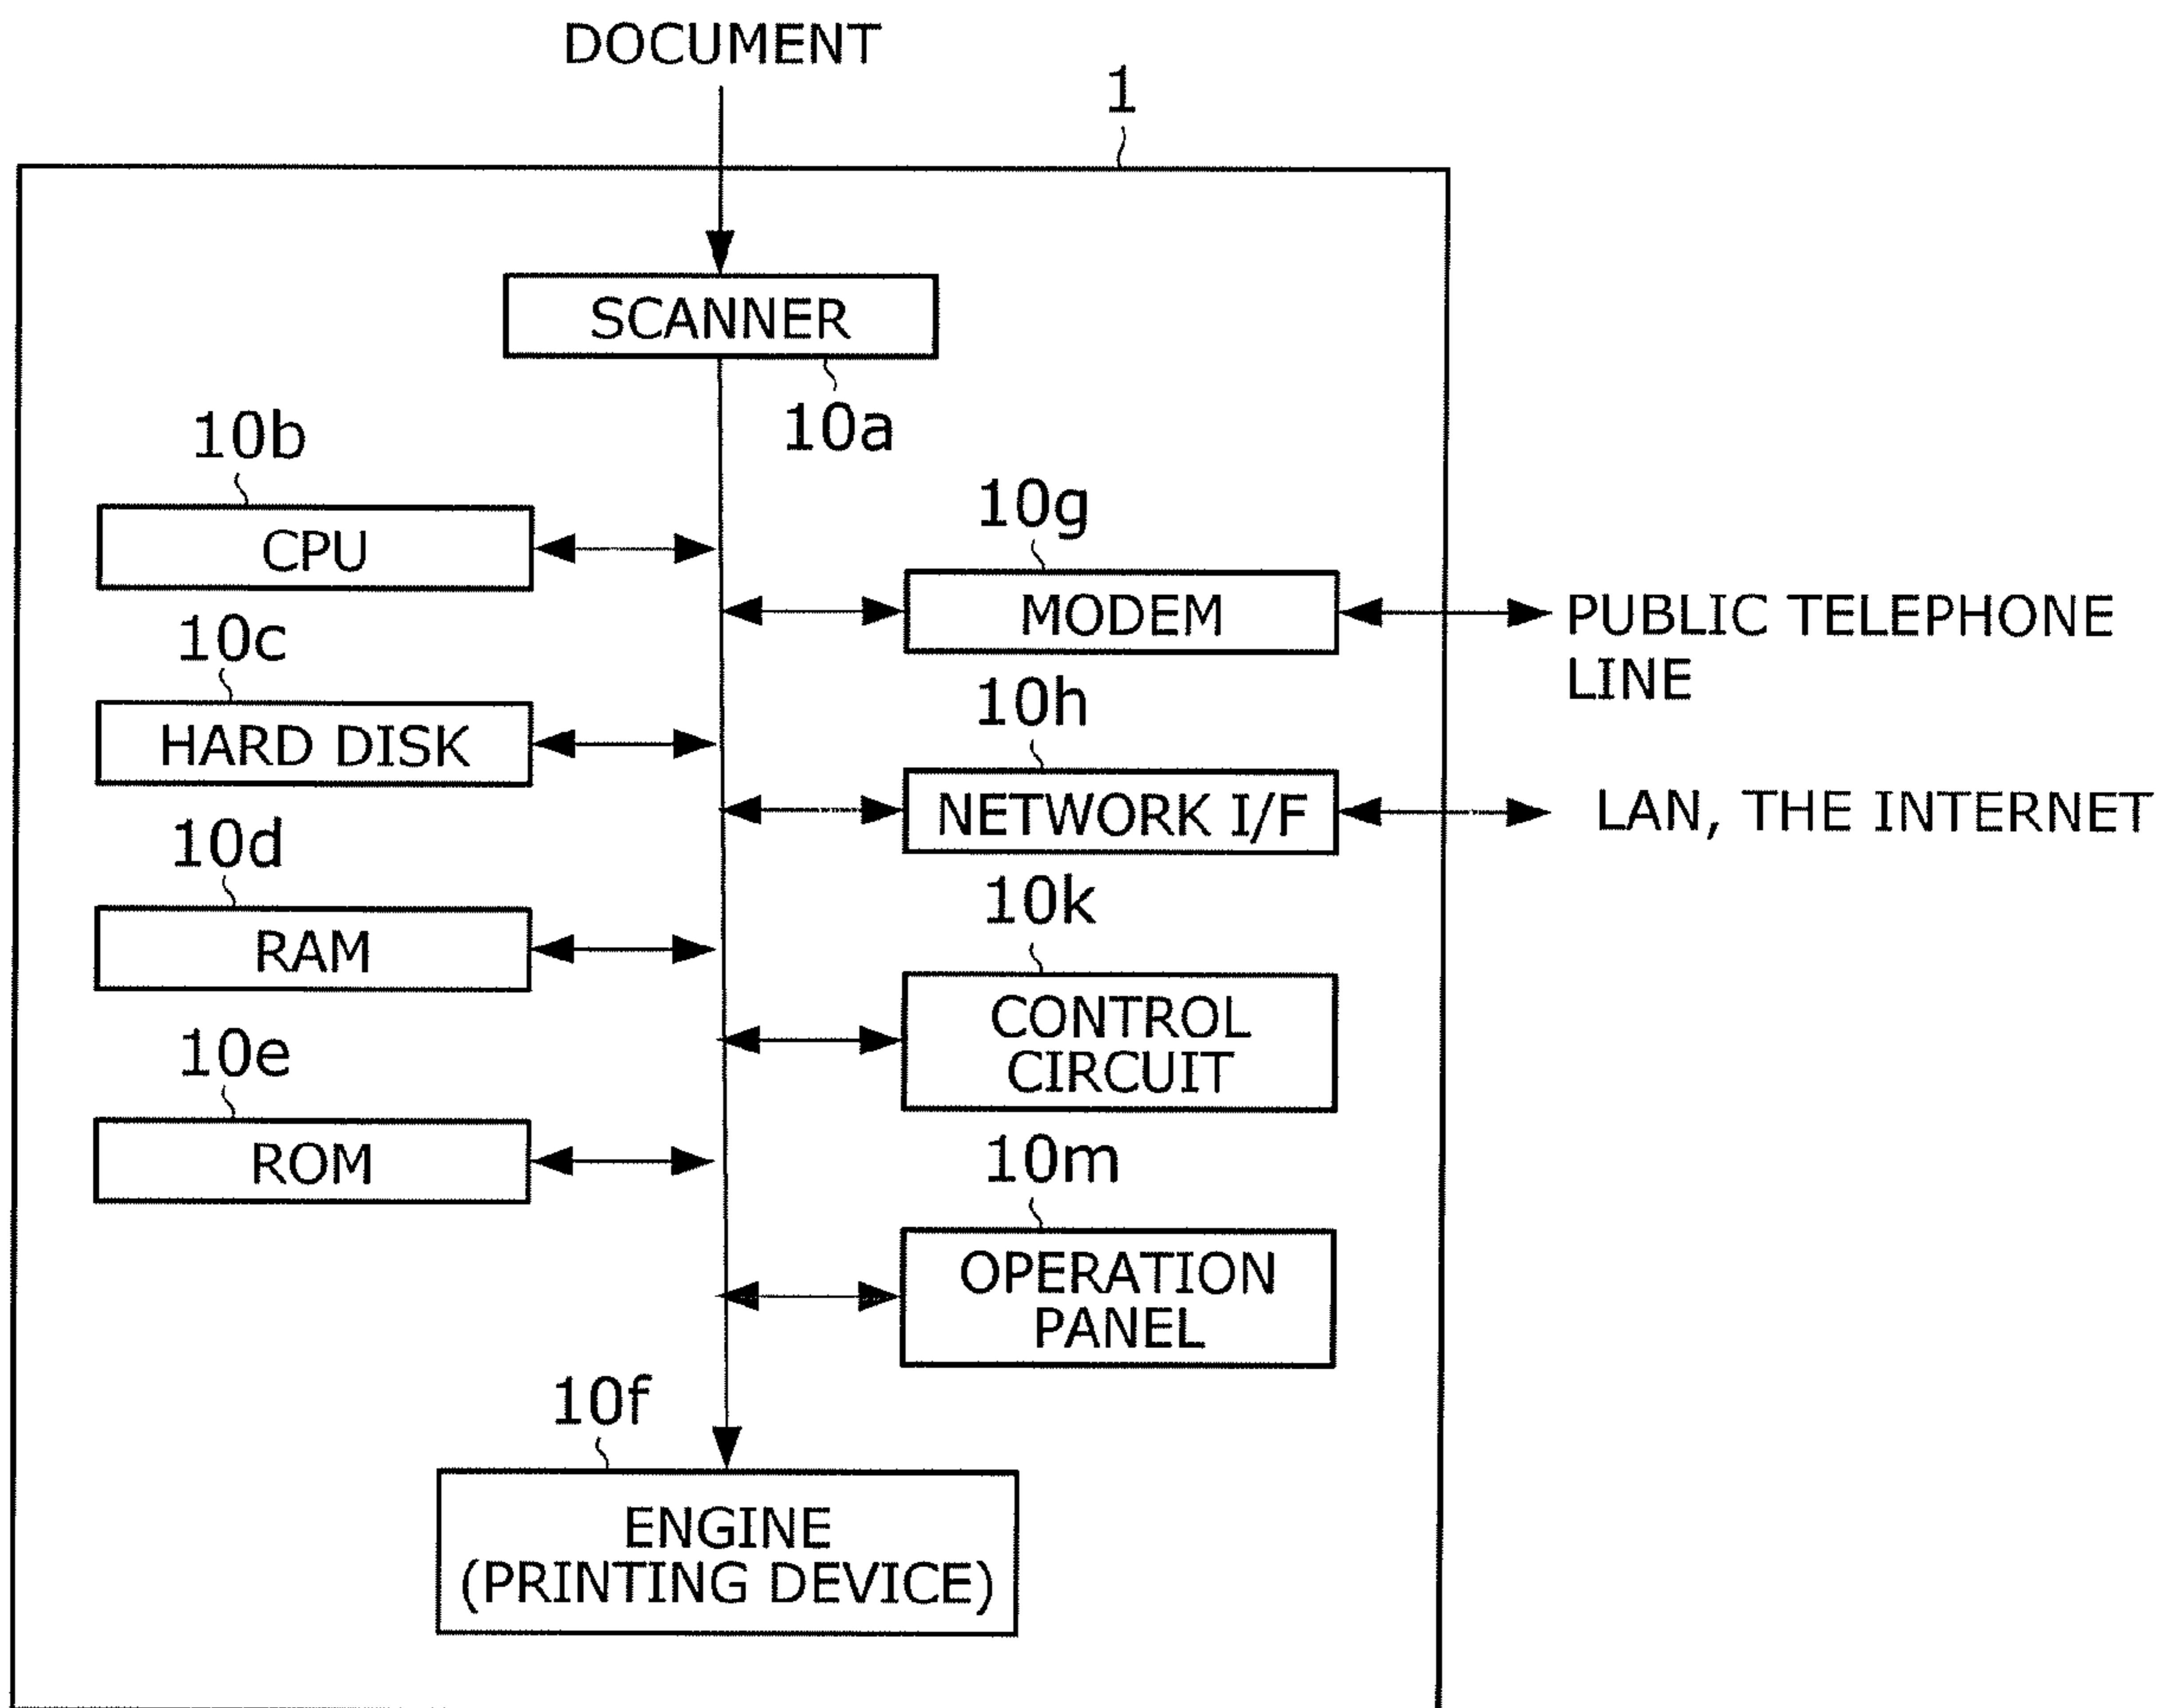 DOCUMENT
1
SCANNER
10a
10b
CPU
10g
MODEM
PUBLIC TELEPHONE
LINE
10c
HARD DISK
10h
NETWORK I/F
LAN, THE INTERNET
10d
RAM
10k
CONTROL
CIRCUIT
10e
ROM
10m
OPERATION
PANEL
10f
ENGINE
(PRINTING DEVICE)